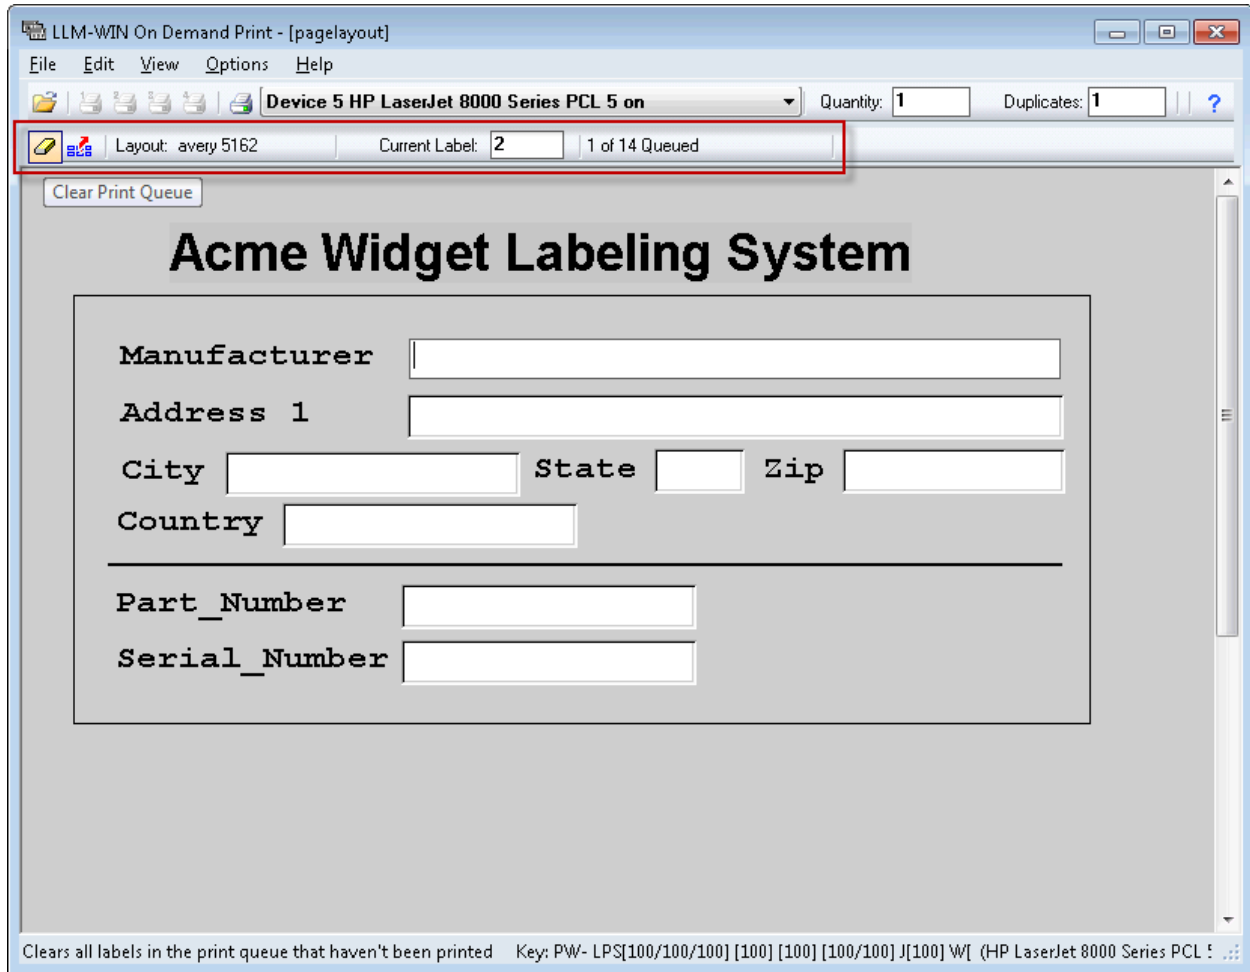 LLM-WIN On Demand Print - [pagelayout]
File Edit View Options Help
Device 5 HP LaserJet 8000 Series PCL 5 on Quantity: 1 Duplicates: 1 ?
Layout: avery 5162 Current Label: 2 1 of 14 Queued
Clear Print Queue
Acme Widget Labeling System
Manufacturer
Address 1
City State Zip
Country
Part_Number
Serial_Number
Clears all labels in the print queue that haven't been printed Key: PW- LPS[100/100/100] [100] [100] [100/100] J[100] W[ (HP LaserJet 8000 Series PCL